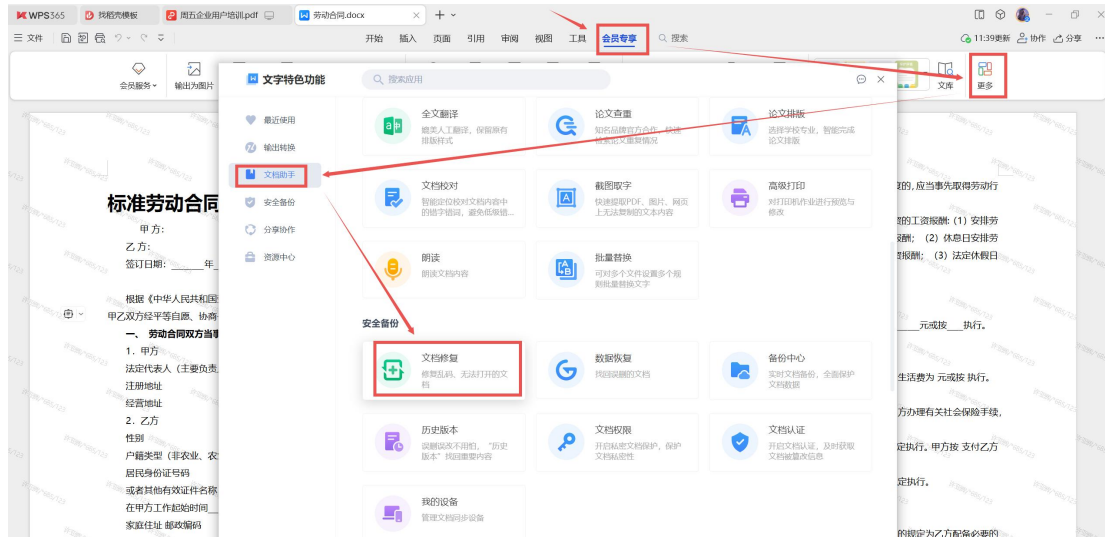 WPS365
找稻壳模板
周五企业用户培训.pdf
劳动合同.docx
文件
开始
插入
页面
引用
审阅
视图
工具
会员专享
搜索
11:39更新
协作
分享
会员服务
输出为图片
文库
更多
文字特色功能
搜索应用
最近使用
输出转换
文档助手
安全备份
分享协作
资源中心
全文翻译
媲美人工翻译，保留原有
排版样式
论文查重
知名品牌官方合作，快速
检索论文重复情况
论文排版
选择学校专业，智能完成
论文排版
文档校对
智能定位校对文档内容中
的错字错词，避免低级错...
截图取字
快速提取PDF、图片、网页
上无法复制的文本内容
高级打印
对打印机作业进行预览与
修改
朗读
朗读文档内容
批量替换
可对多个文件设置多个规
则批量替换文字
安全备份
文档修复
修复乱码、无法打开的文
档
数据恢复
找回误删的文档
备份中心
实时文档备份，全面保护
文档数据
历史版本
误删误改不用怕，“历史
版本”找回重要内容
文档权限
开启私密文档保护，保护
文档私密性
文档认证
开启文档认证，及时获取
文档被篡改信息
我的设备
管理文档同步设备
标准劳动合同
甲方：
乙方：
签订日期：______年_
根据《中华人民共和国
甲乙双方经平等自愿、协商
一、 劳动合同双方当事
1. 甲方
法定代表人（主要负责
注册地址
经营地址
2. 乙方
性别
户籍类型（非农业、农
居民身份证号码
或者其他有效证件名称
在甲方工作起始时间
家庭住址 邮政编码
度的，应当事先取得劳动行
资的工资报酬：（1）安排劳
报酬；（2）休息日安排劳
资报酬；（3）法定休假日
____元或按___执行。
生活费为 元或按 执行。
方办理有关社会保险手续，
定执行。甲方按 支付乙方
定执行。
的规定为乙方配备必要的